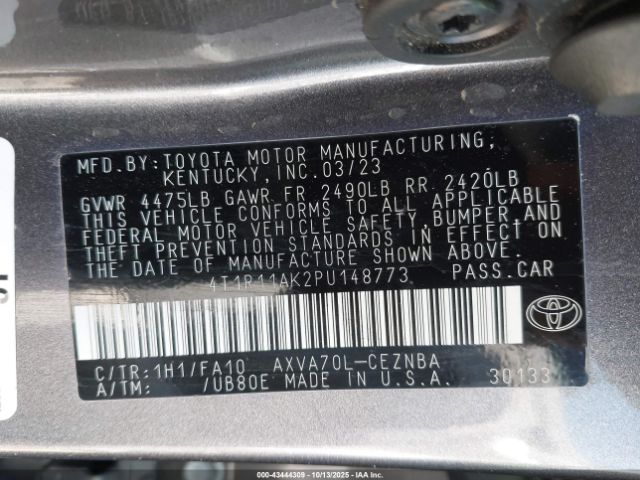 MFD. BY: TOYOTA MOTOR MANUFACTURING,
KENTUCKY, INC. 03/23
GVWR 4475LB GAWR FR 2490LB RR 2420LB
THIS VEHICLE CONFORMS TO ALL APPLICABLE
FEDERAL MOTOR VEHICLE SAFETY, BUMPER, AND
THEFT PREVENTION STANDARDS IN EFFECT ON
THE DATE OF MANUFACTURE SHOWN ABOVE.
4T1R11AK2PU148773 PASS. CAR
C/TR: 1H1/FA10 AXVA70L-CEZNBA
A/TM: /UB80E MADE IN U.S.A. 30133
Own: 43444309 | 10/13/2025 | IAA Inc.